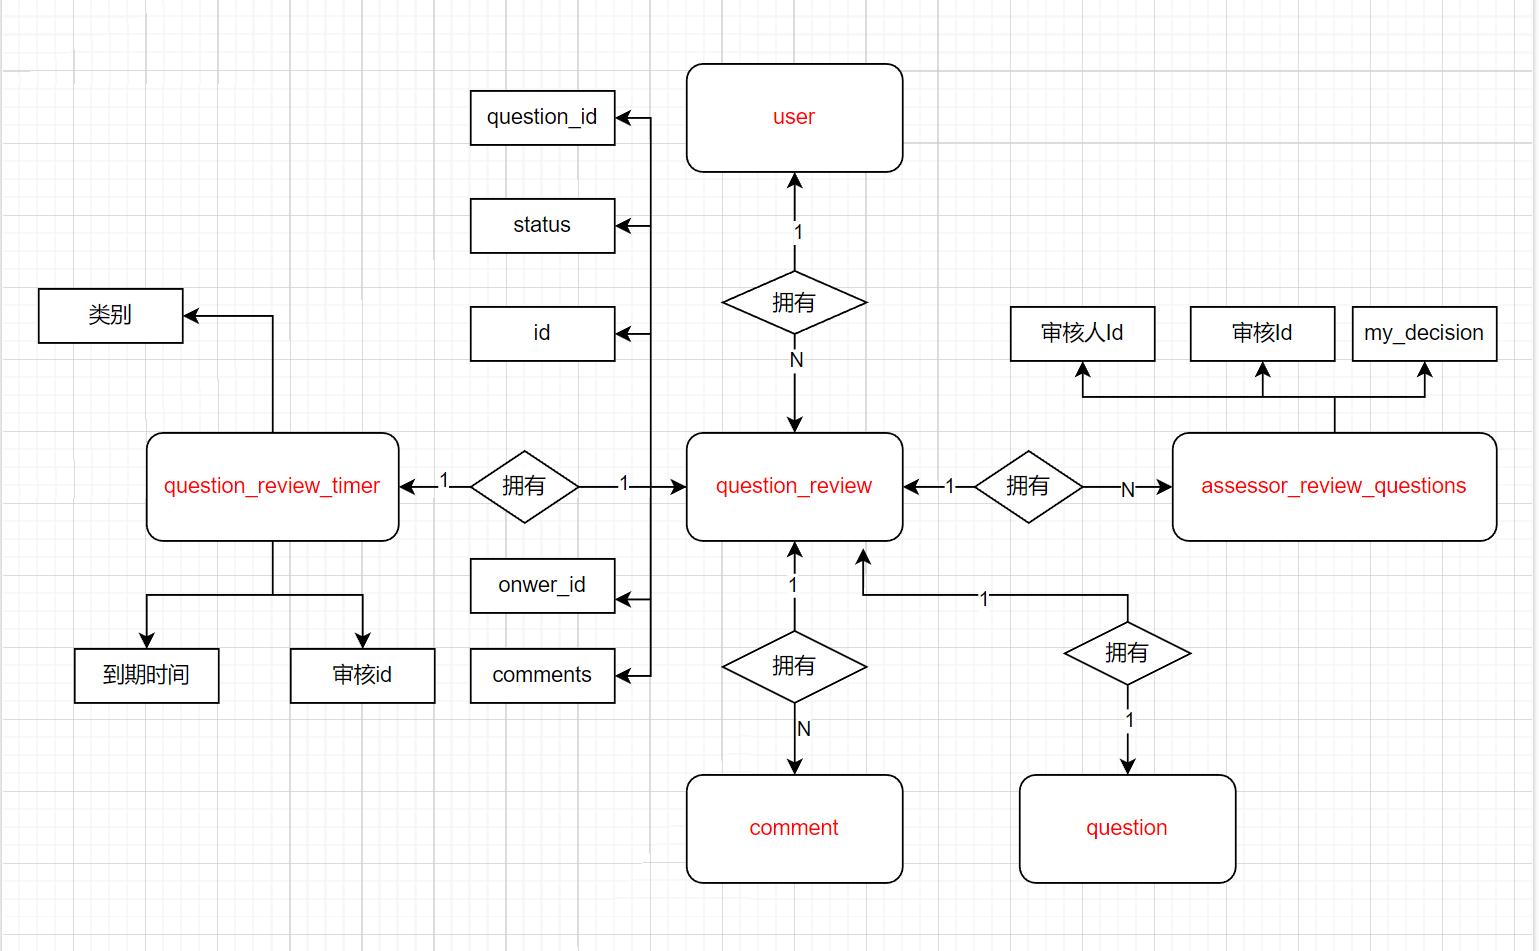 question_id
user
status
1
拥有
类别
id
审核人Id
审核Id
my_decision
N
question_review_timer
1
拥有
1
question_review
1
拥有
N
assessor_review_questions
onwer_id
1
1
到期时间
审核id
comments
拥有
拥有
N
1
comment
question